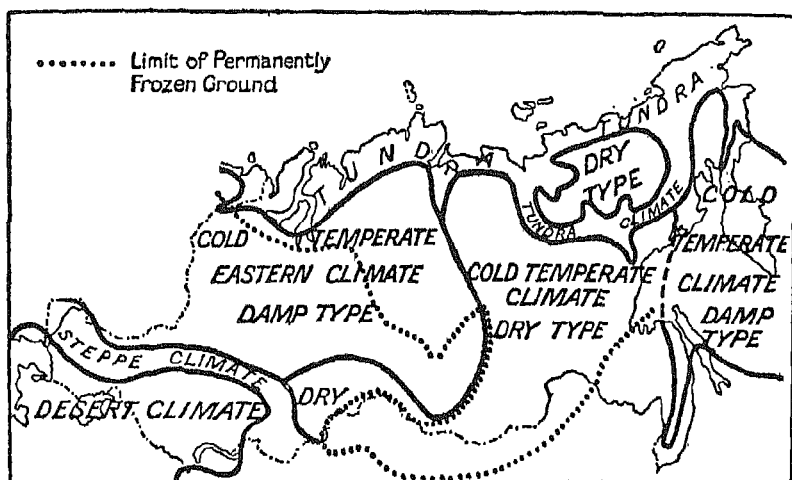 Limit of Permanently
Frozen Ground
TUNDRA
TUNDRA
DRY
TYPE
TUNDRA CLIMATE
COLD
TEMPERATE
CLIMATE
DAMP
TYPE
COLD TEMPERATE
EASTERN CLIMATE
DAMP TYPE
COLD TEMPERATE
CLIMATE
DRY TYPE
STEPPE CLIMATE
DRY
DESERT CLIMATE